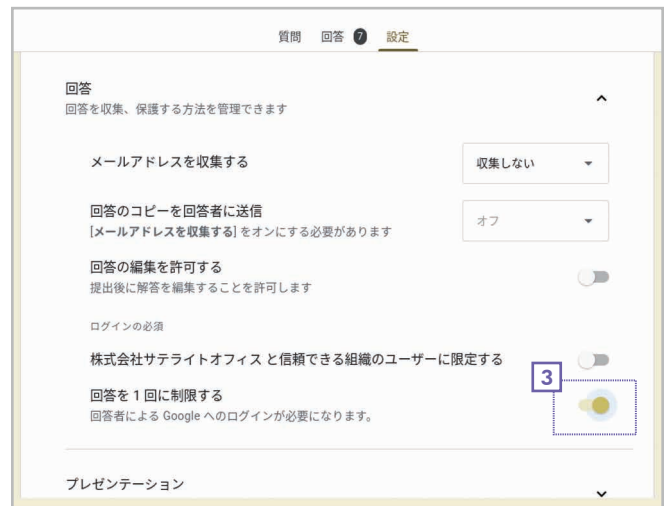 質問 回答 7 設定
回答
回答を収集、保護する方法を管理できます
メールアドレスを収集する 収集しない
回答のコピーを回答者に送信 オフ
[メールアドレスを収集する] をオンにする必要があります
回答の編集を許可する
提出後に解答を編集することを許可します
ログインの必須
株式会社サテライトオフィス と信頼できる組織のユーザーに限定する
3
回答を 1 回に制限する
回答者による Google へのログインが必要になります。
プレゼンテーション